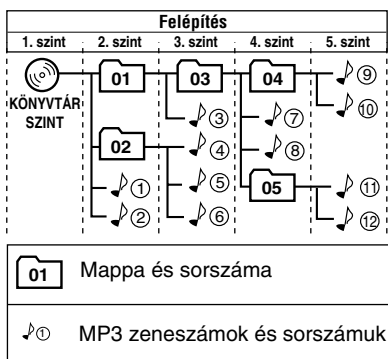 Felépítés
1. szint 2. szint 3. szint 4. szint 5. szint
01 03 04 ⑨
KÖNYVTÁR
SZINT
⑩
③ ⑦
02 ④ ⑧
① ⑤ 05 ⑪
② ⑥ ⑫
01 Mappa és sorszáma
① MP3 zeneszámok és sorszámuk